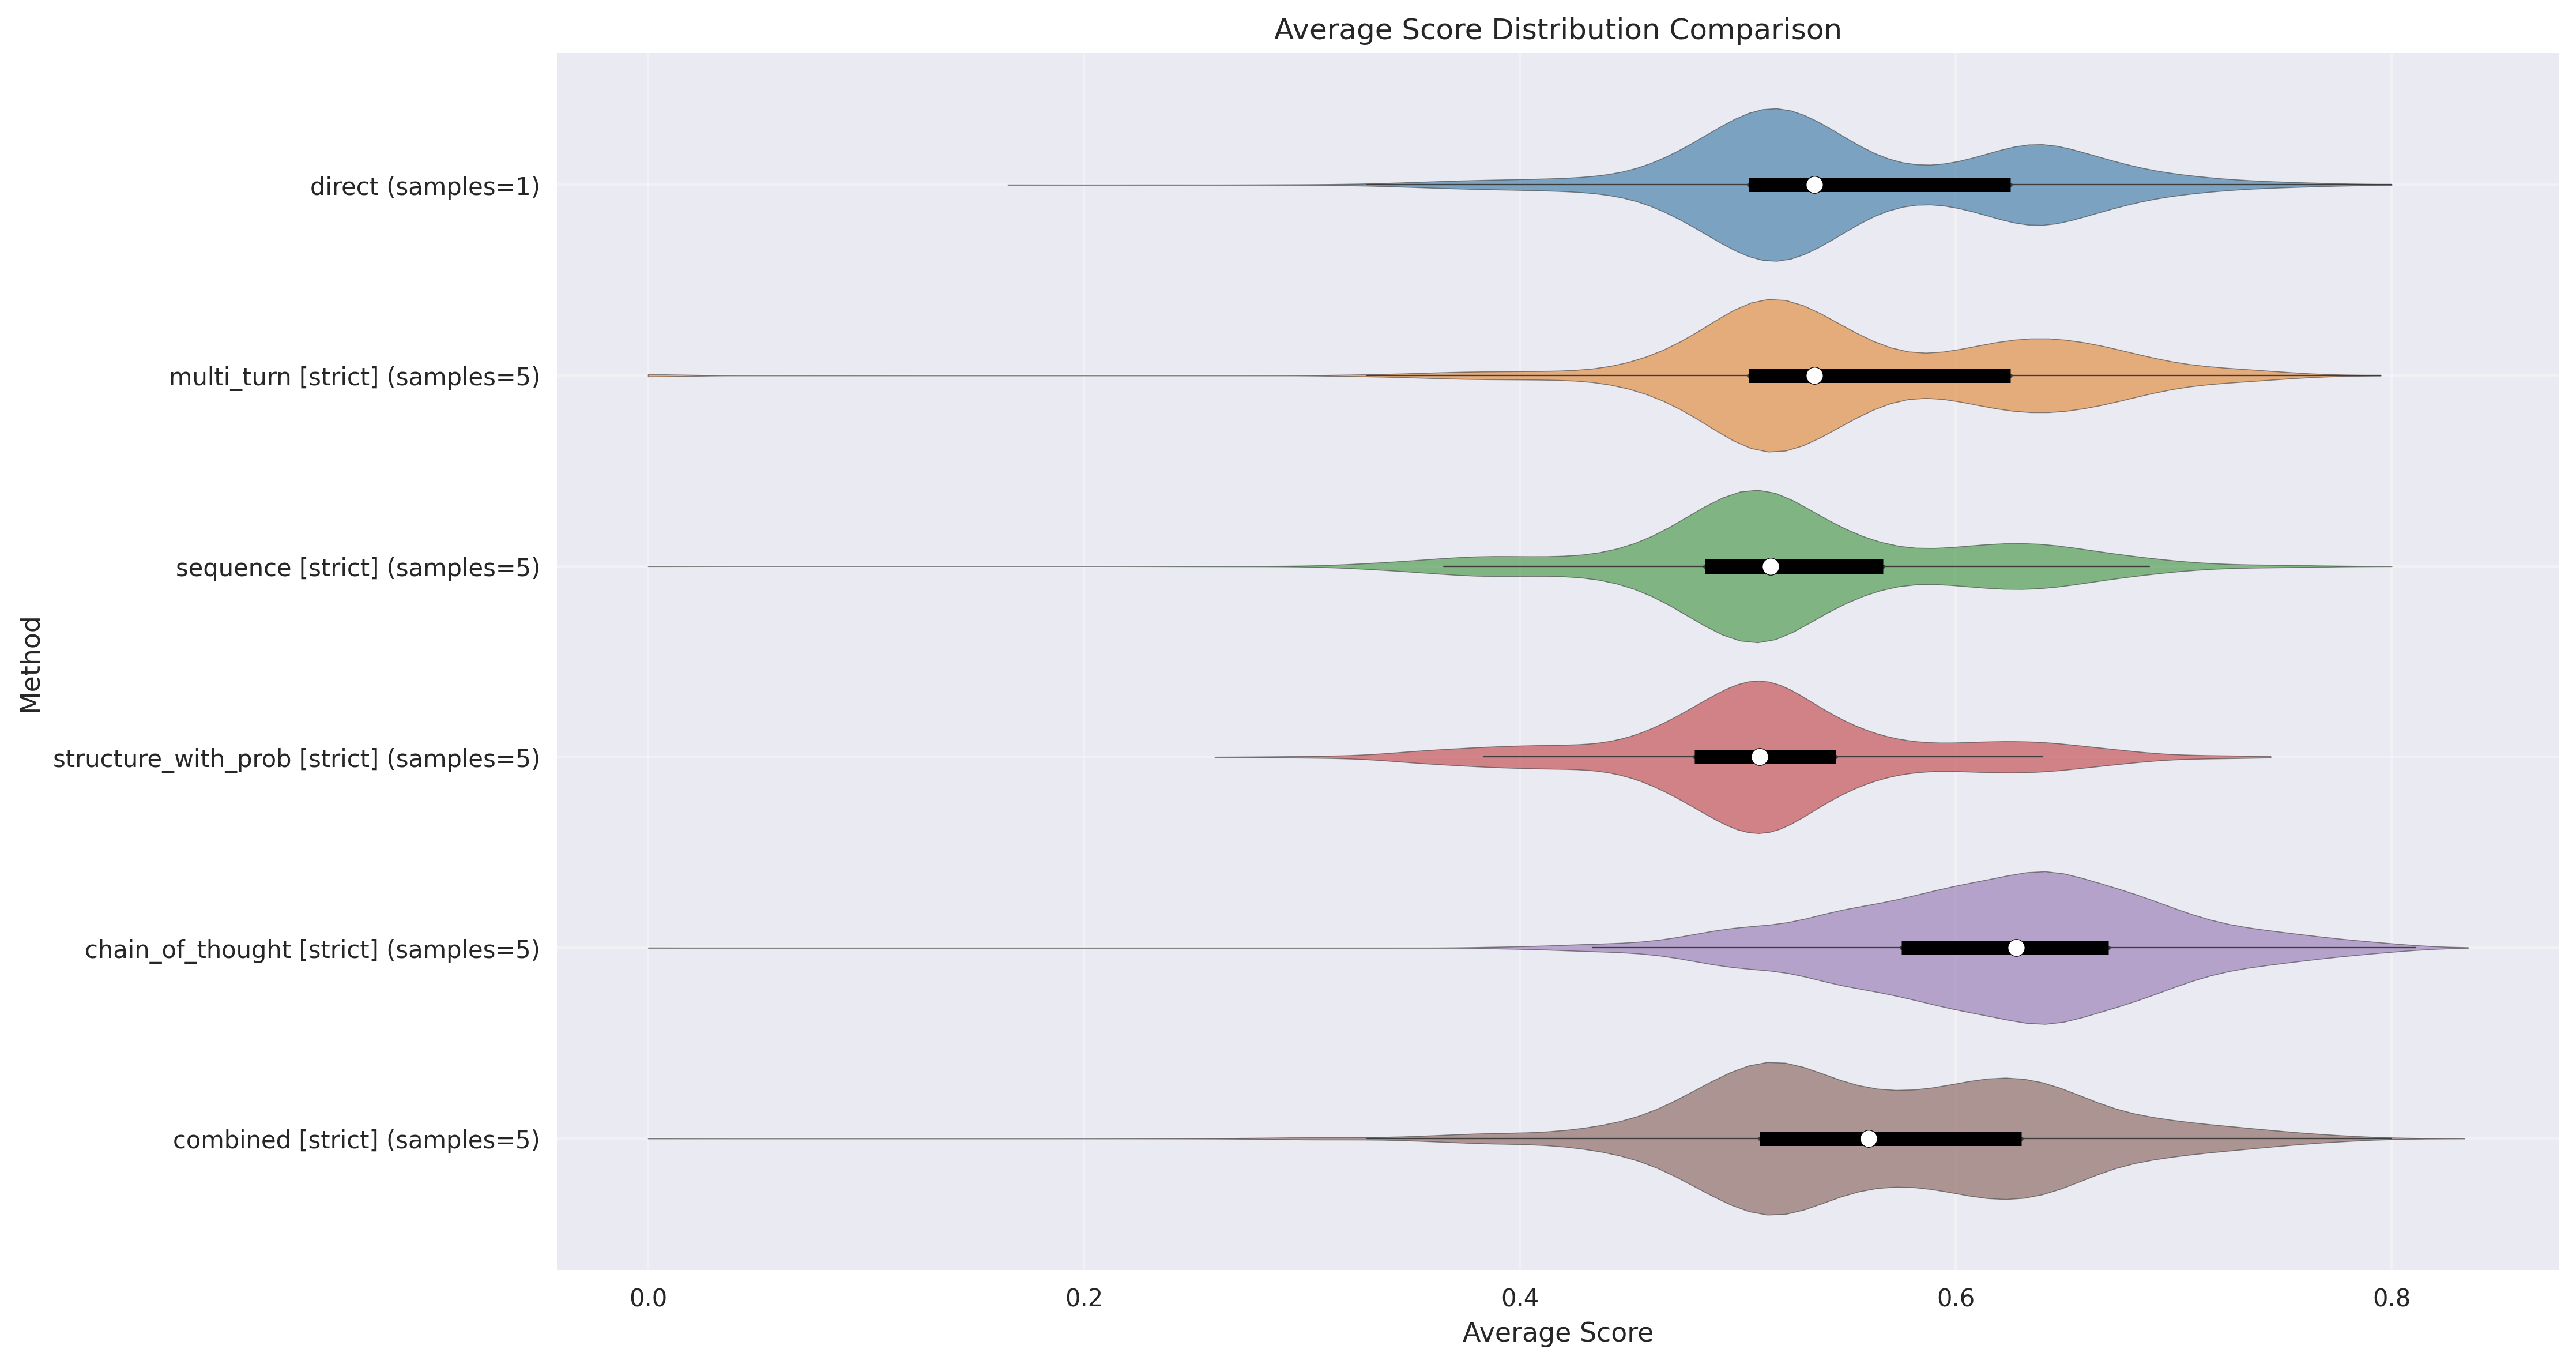 Average Score Distribution Comparison
direct (samples=1)
multi_turn [strict] (samples=5)
sequence [strict] (samples=5)
structure_with_prob [strict] (samples=5)
chain_of_thought [strict] (samples=5)
combined [strict] (samples=5)
Method
0.0 0.2 0.4 0.6 0.8
Average Score